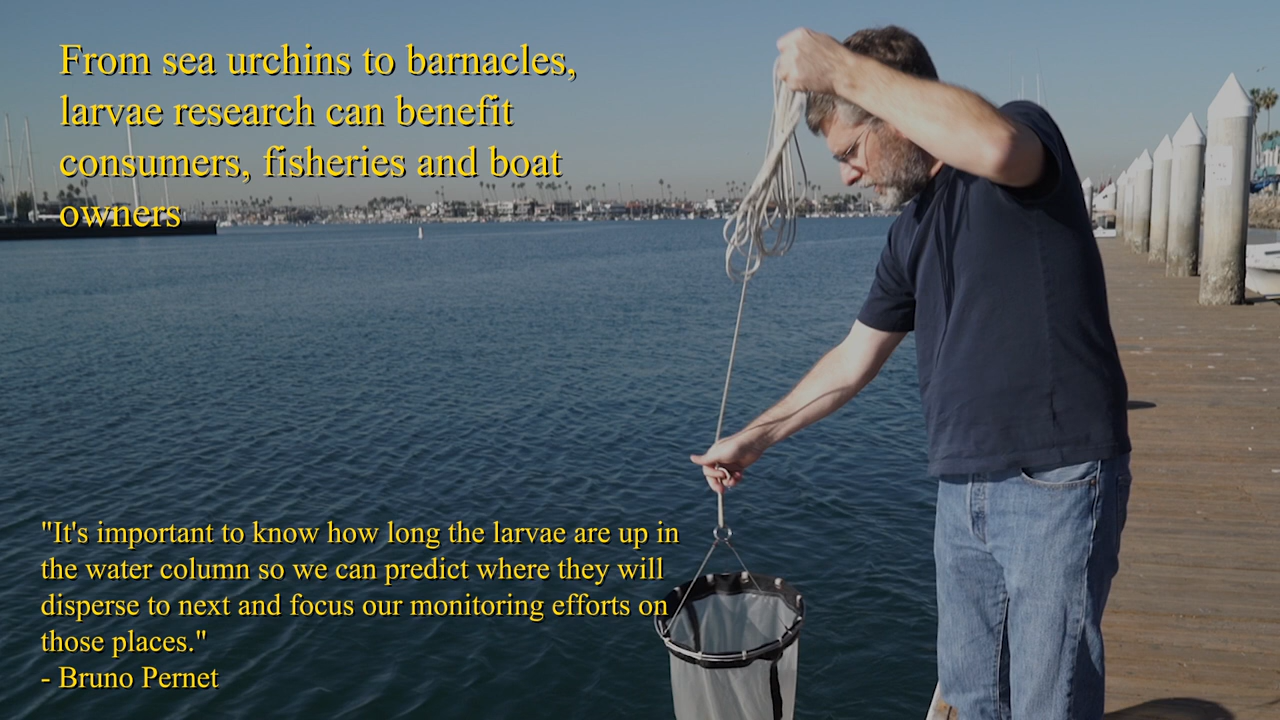 From sea urchins to barnacles,
larvae research can benefit
consumers, fisheries and boat
owners
"It's important to know how long the larvae are up in
the water column so we can predict where they will
disperse to next and focus our monitoring efforts on
those places."
- Bruno Pernet